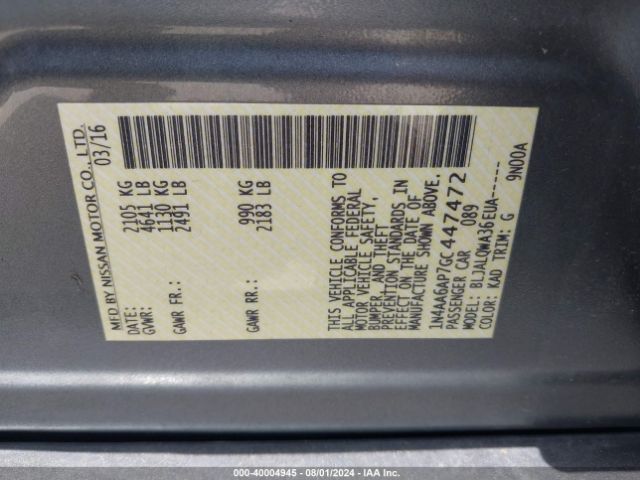 MFD BY NISSAN MOTOR CO., LTD.
DATE: 03/16
GVWR: 2105 KG
4641 LB
GAWR FR: 1130 KG
2491 LB
GAWR RR: 990 KG
2183 LB
THIS VEHICLE CONFORMS TO
ALL APPLICABLE FEDERAL
MOTOR VEHICLE SAFETY,
BUMPER, AND THEFT
PREVENTION STANDARDS IN
EFFECT ON THE DATE OF
MANUFACTURE SHOWN ABOVE.
1N4AA6AP7GC447472
PASSENGER CAR 089
MODEL: BLJALQWA36EUA------
COLOR: KAD TRIM: G 9N00A
000-40004945 - 08/01/2024 - IAA Inc.